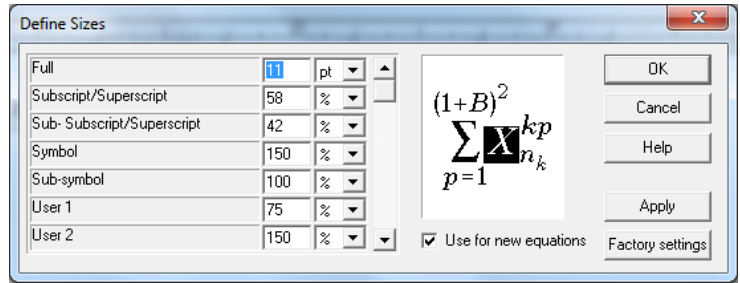 Define Sizes
Full 11 pt
Subscript/Superscript 58 %
Sub- Subscript/Superscript 42 %
Symbol 150 %
Sub-symbol 100 %
User 1 75 %
User 2 150 %
(1+B)2
∑ X kp nk
p=1
Use for new equations
OK
Cancel
Help
Apply
Factory settings